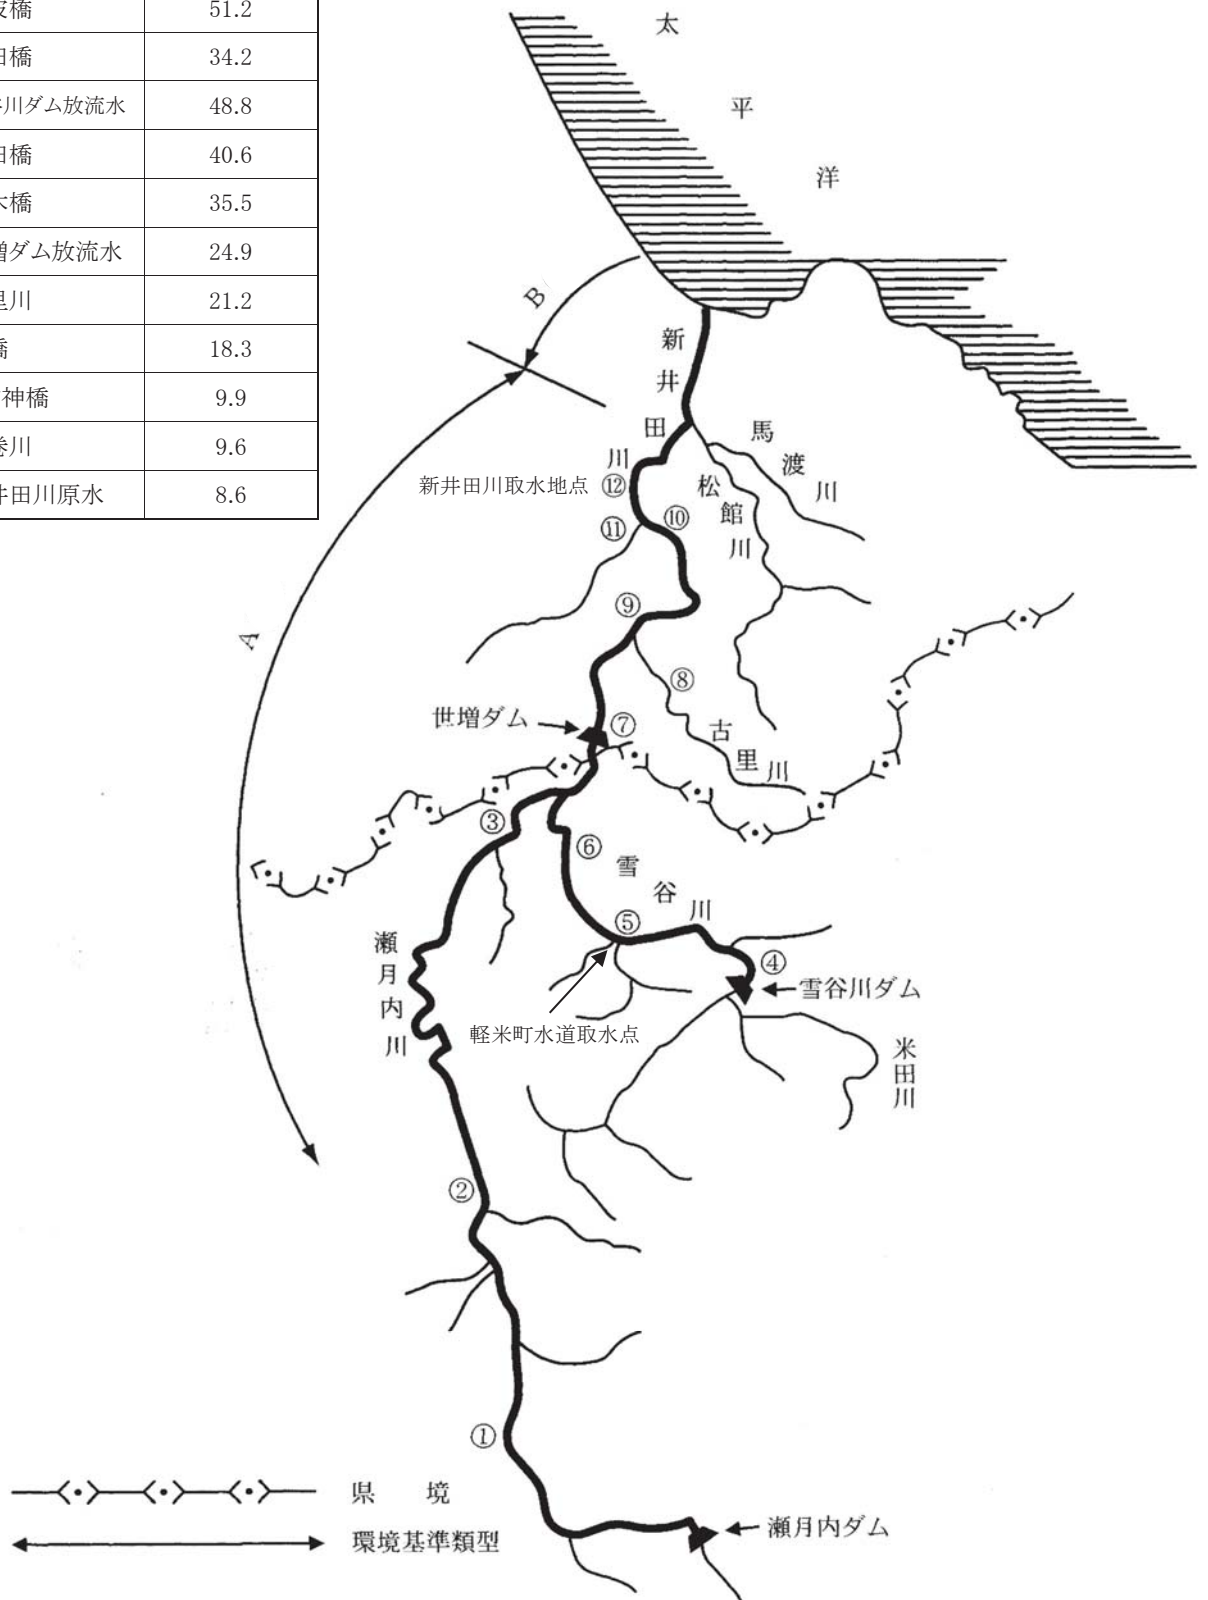 橋 51.2
田橋 34.2
川ダム放流水 48.8
田橋 40.6
木橋 35.5
増ダム放流水 24.9
里川 21.2
橋 18.3
神橋 9.9
巻川 9.6
井田川原水 8.6
太平洋
B
新井田川
馬渡川
松館川
新井田川取水地点
⑫
⑪
⑩
⑨
A
⑧
世増ダム
⑦
古里川
③
⑥
雪谷川
⑤
④
雪谷川ダム
瀬月内川
軽米町水道取水点
米田川
②
①
県境
環境基準類型
瀬月内ダム